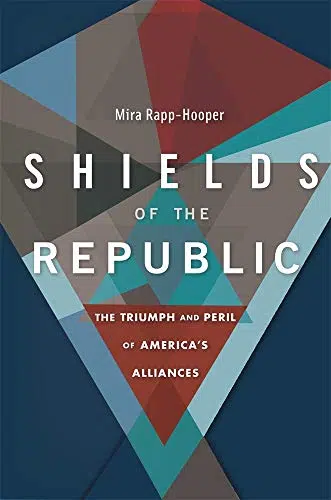 Mira Rapp-Hooper
SHIELDS
OF THE
REPUBLIC
THE TRIUMPH AND PERIL
OF AMERICA'S
ALLIANCES